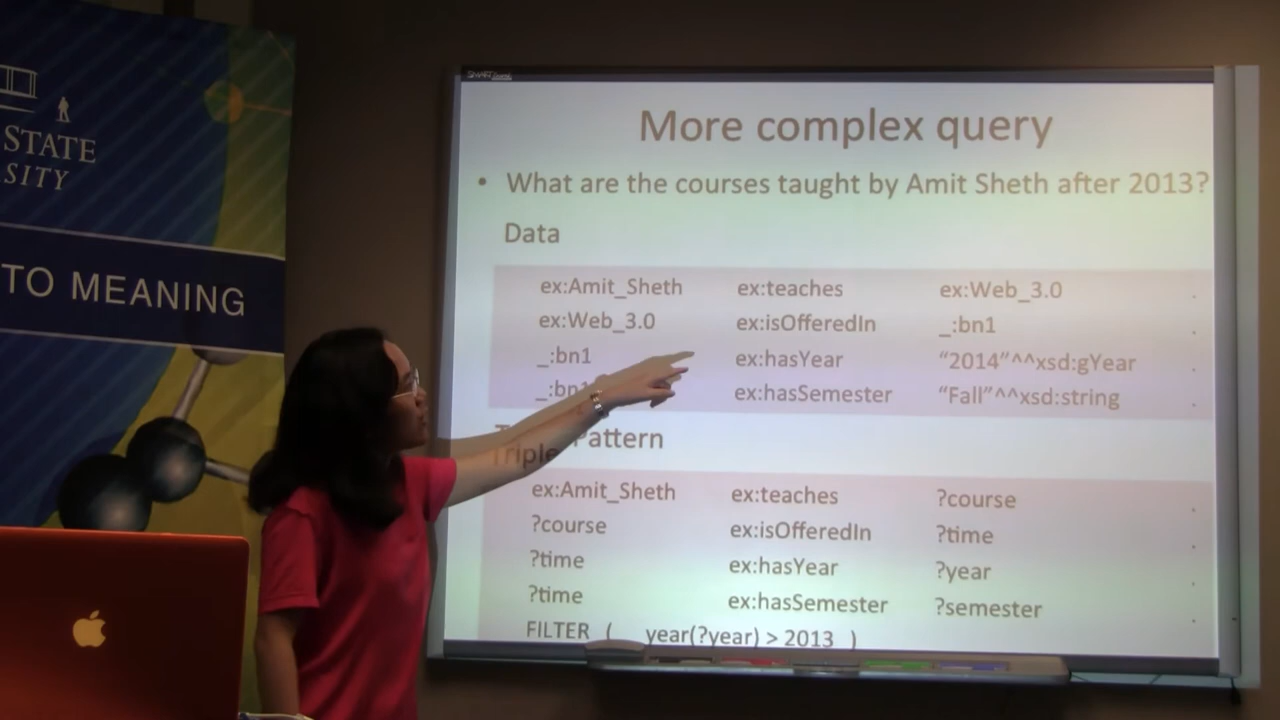 STATE
SITY
TO MEANING
More complex query
• What are the courses taught by Amit Sheth after 2013?
Data
ex:Amit_Sheth ex:teaches ex:Web_3.0 .
ex:Web_3.0 ex:isOfferedIn _:bn1 .
_:bn1 ex:hasYear “2014”^^xsd:gYear .
_:bn1 ex:hasSemester “Fall”^^xsd:string .
Triple Pattern
ex:Amit_Sheth ex:teaches ?course .
?course ex:isOfferedIn ?time .
?time ex:hasYear ?year .
?time ex:hasSemester ?semester .
FILTER ( year(?year) > 2013 )